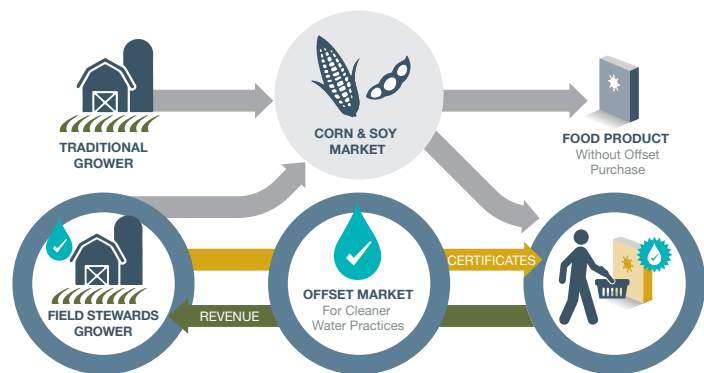 TRADITIONAL
GROWER
CORN & SOY
MARKET
FOOD PRODUCT
Without Offset
Purchase
FIELD STEWARDS
GROWER
OFFSET MARKET
For Cleaner
Water Practices
CERTIFICATES
REVENUE